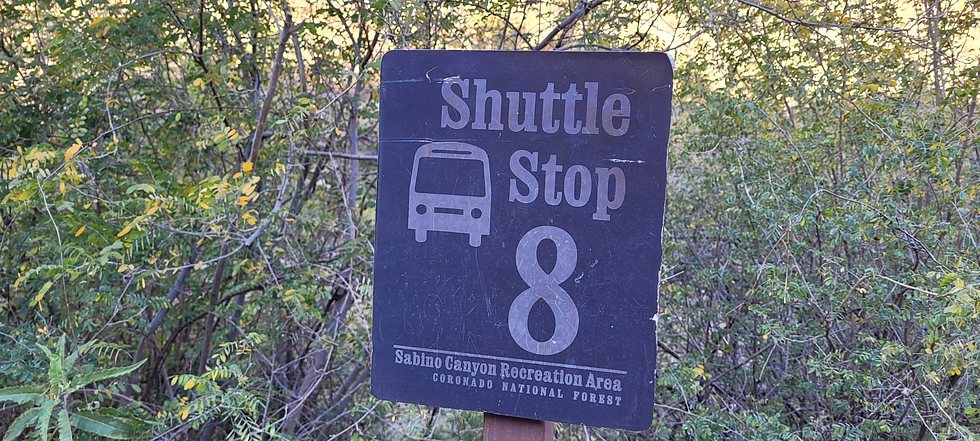 Shuttle
Stop
8
Sabino Canyon Recreation Area
CORONADO NATIONAL FOREST